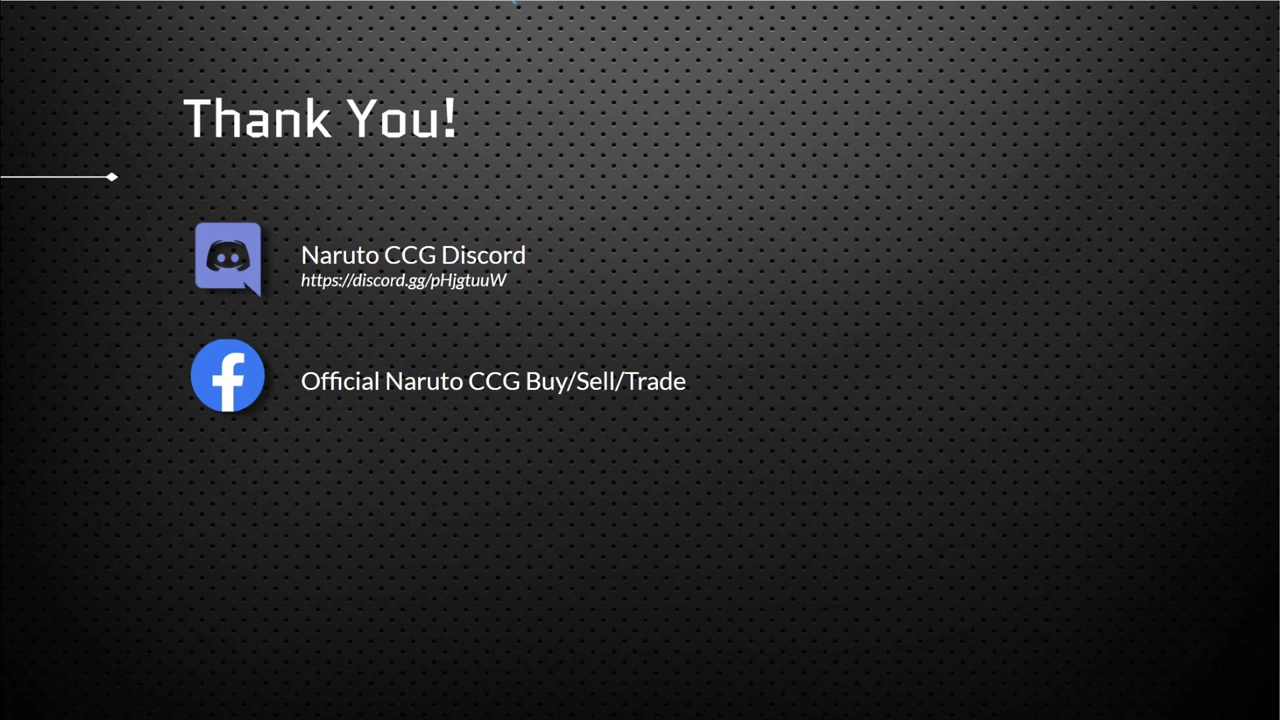 Thank You!
Naruto CCG Discord
https://discord.gg/pHjgtuuW
Official Naruto CCG Buy/Sell/Trade